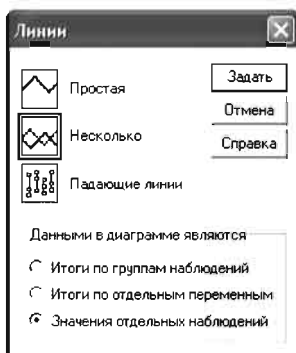 Линии
Простая
Задать
Отмена
Несколько
Справка
Падающие линии
Данными в диаграмме являются
Итоги по группам наблюдений
Итоги по отдельным переменным
Значения отдельных наблюдений